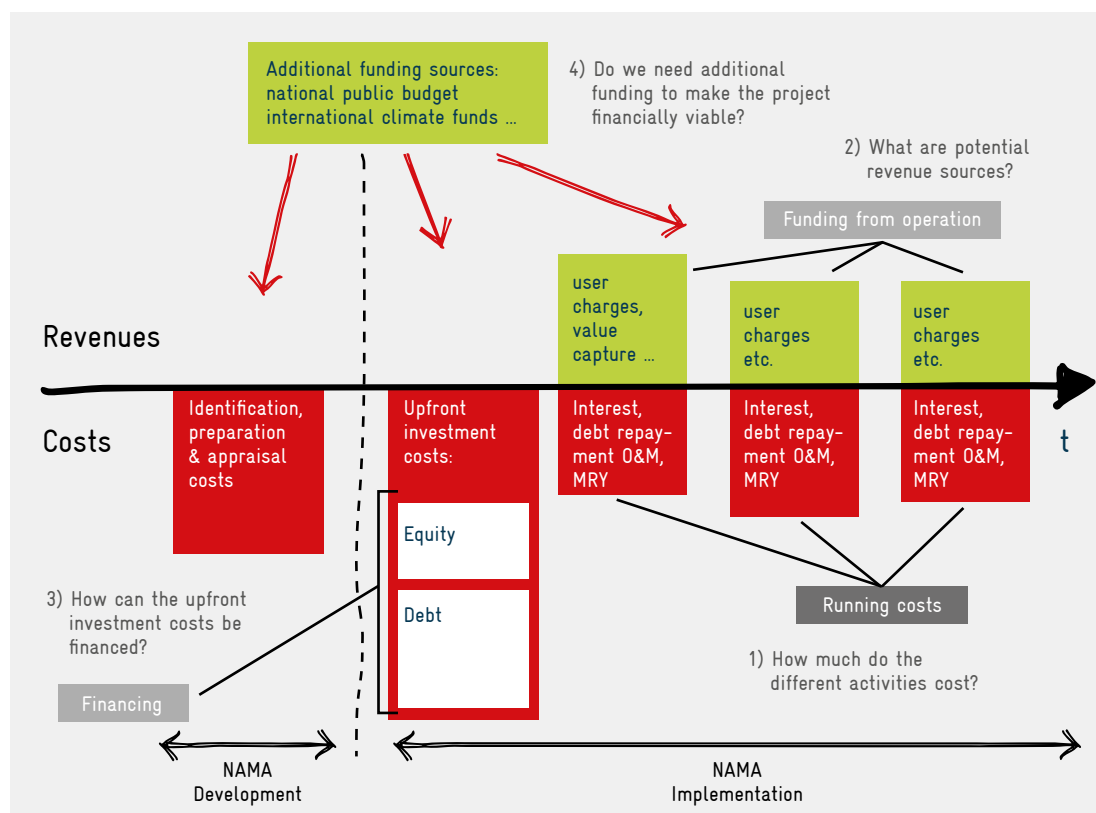 Additional funding sources:
national public budget
international climate funds ...
4) Do we need additional
funding to make the project
financially viable?
2) What are potential
revenue sources?
Funding from operation
user
charges,
value
capture ...
user
charges
etc.
user
charges
etc.
Revenues
Costs
t
Identification,
preparation
& appraisal
costs
Upfront
investment
costs:
Equity
Debt
Interest,
debt repay-
ment O&M,
MRY
Interest,
debt repay-
ment O&M,
MRY
Interest,
debt repay-
ment O&M,
MRY
3) How can the upfront
investment costs be
financed?
Financing
Running costs
1) How much do the
different activities cost?
NAMA
Development
NAMA
Implementation